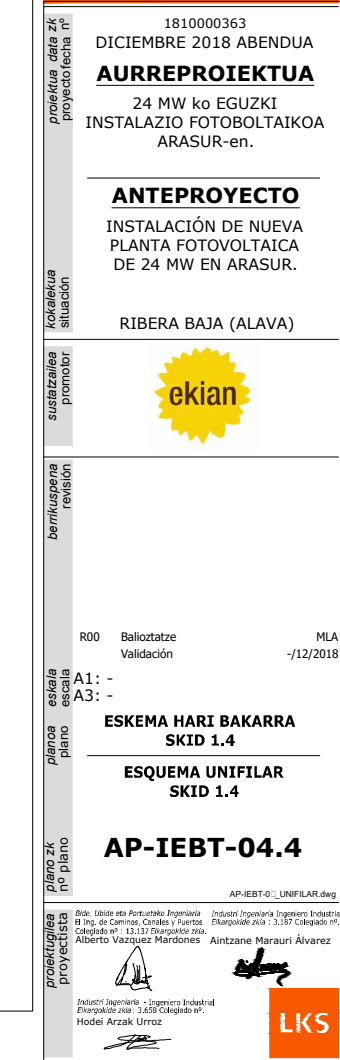 proiektua data zk
proyecto fecha nº
1810000363
DICIEMBRE 2018 ABENDUA
AURREPROIEKTUA
24 MW ko EGUZKI
INSTALAZIO FOTOBOLTAIKOA
ARASUR-en.
ANTEPROYECTO
INSTALACIÓN DE NUEVA
PLANTA FOTOVOLTAICA
DE 24 MW EN ARASUR.
kokalekua
situación
RIBERA BAJA (ALAVA)
sustatzailea
promotor
ekian
berrikuspena
revisión
R00 Balioztatze MLA
Validación -/12/2018
eskala
escala
A1: -
A3: -
planoa
plano
ESKEMA HARI BAKARRA
SKID 1.4
ESQUEMA UNIFILAR
SKID 1.4
plano zk
nº plano
AP-IEBT-04.4
AP-IEBT-0□_UNIFILAR.dwg
proiektugilea
proyectista
Bide, Ubide eta Portuetako Ingeniaria
El Ing. de Caminos, Canales y Puertos
Colegiado nº : 13.137 Elkargokide zkia.
Alberto Vazquez Mardones
Industri Ingeniaria Ingeniero Industria
Elkargokide zkia : 3.187 Colegiado nº.
Aintzane Marauri Álvarez
Industri Ingeniaria - Ingeniero Industrial
Elkargokide zkia: 3.658 Colegiado nº.
Hodei Arzak Urroz
LKS